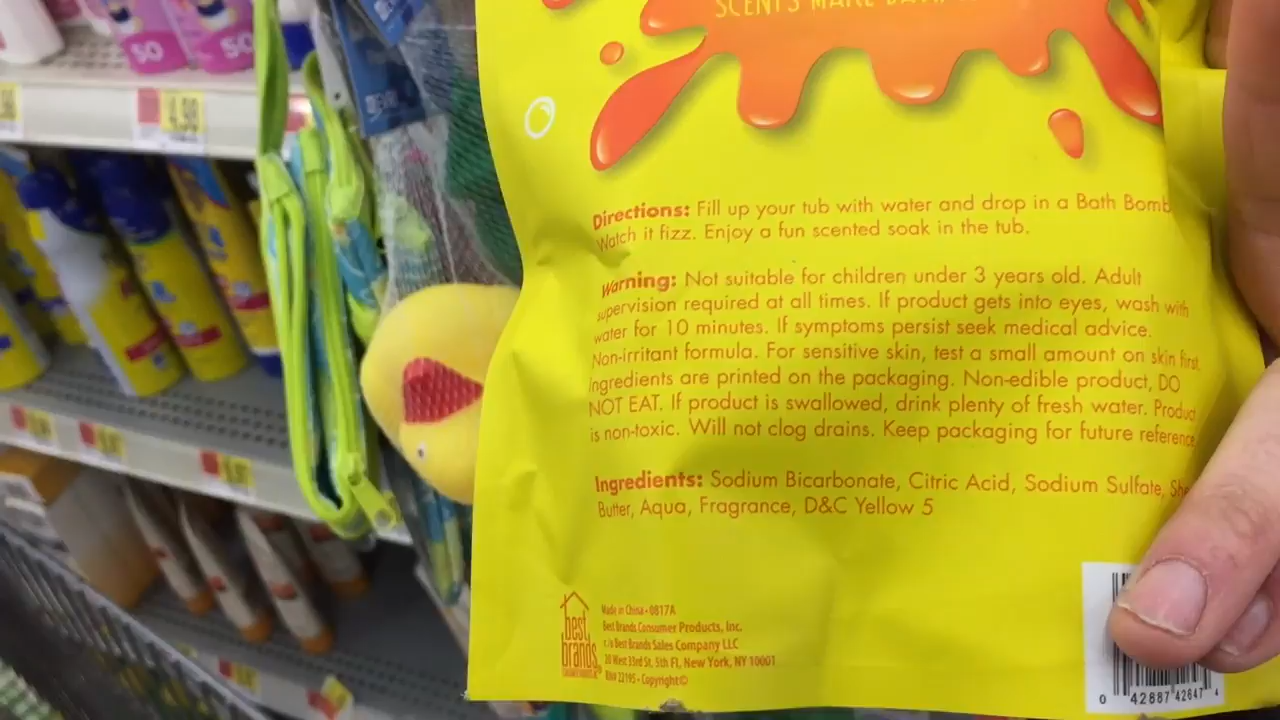 SCENTS MAKE
50
50
4.98
Directions: Fill up your tub with water and drop in a Bath Bomb
Watch it fizz. Enjoy a fun scented soak in the tub.
Warning: Not suitable for children under 3 years old. Adult
supervision required at all times. If product gets into eyes, wash with
water for 10 minutes. If symptoms persist seek medical advice.
Non-irritant formula. For sensitive skin, test a small amount on skin first.
Ingredients are printed on the packaging. Non-edible product, DO
NOT EAT. If product is swallowed, drink plenty of fresh water. Product
is non-toxic. Will not clog drains. Keep packaging for future reference
Ingredients: Sodium Bicarbonate, Citric Acid, Sodium Sulfate, She
Butter, Aqua, Fragrance, D&C Yellow 5
best
brands
Made in China • 0817A
Best Brands Consumer Products, Inc.
c/o Best Brands Sales Company LLC
20 West 33rd St, 5th Fl, New York, NY 10001
RN# 22195 • Copyright©
0 42887 42847 4